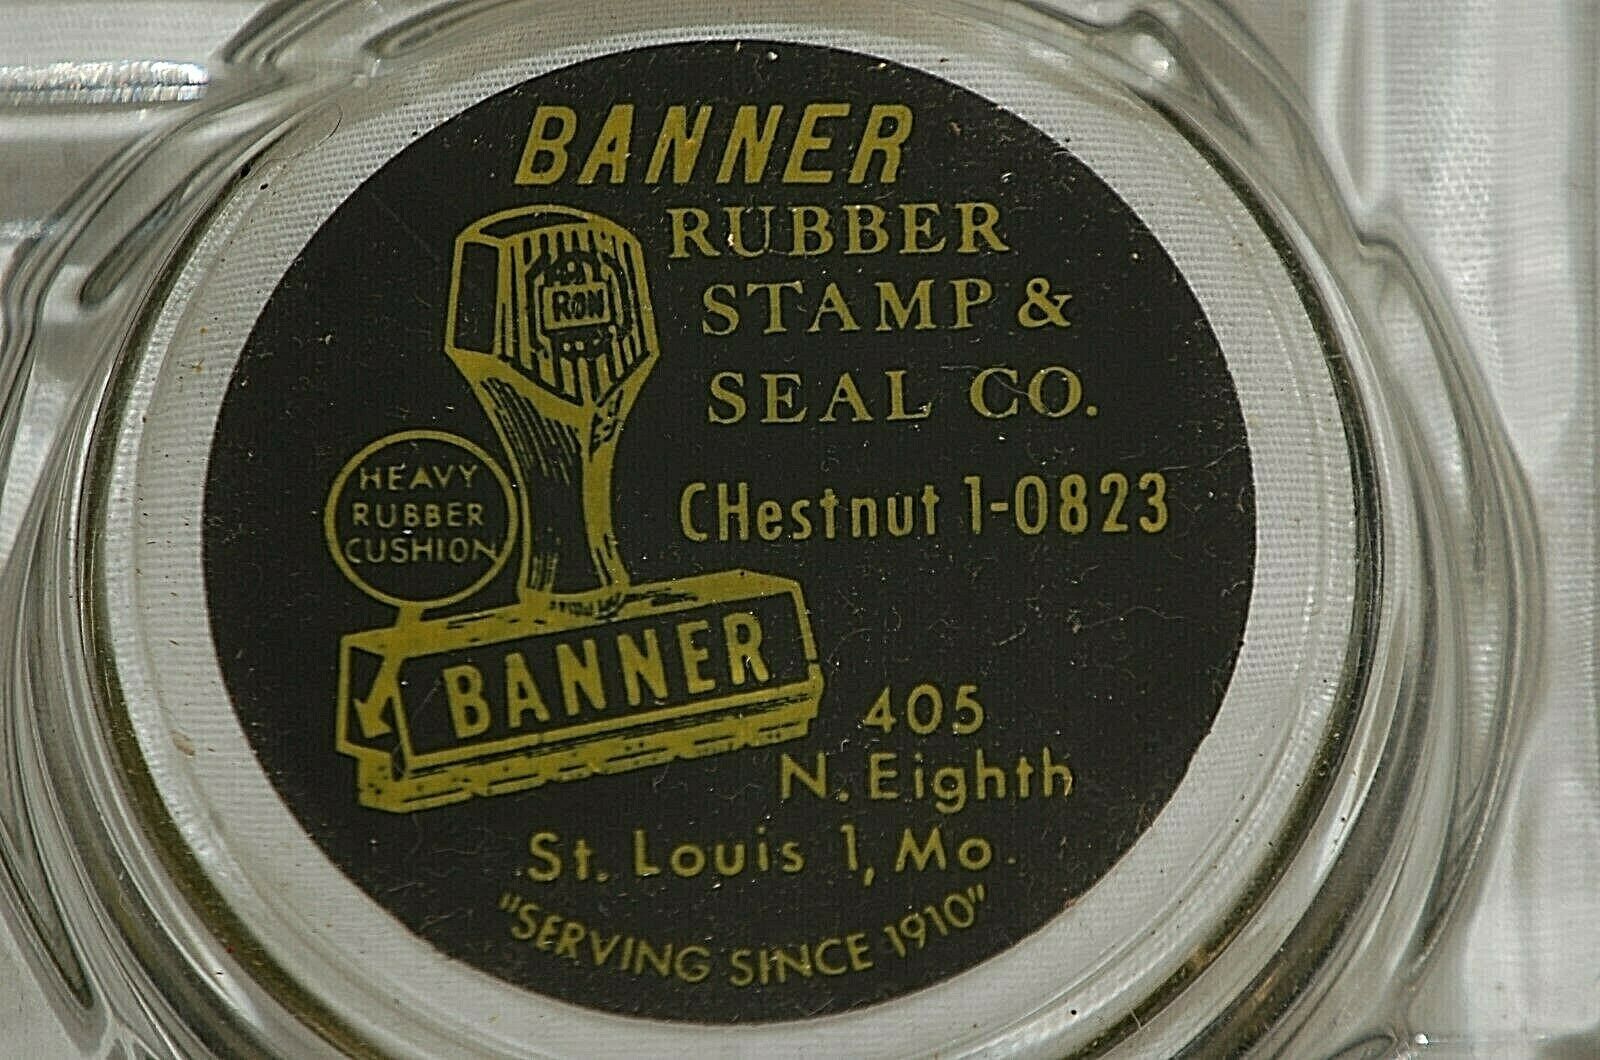 BANNER
RUBBER
STAMP &
SEAL CO.
RON
HEAVY
RUBBER
CUSHION
CHestnut 1-0823
BANNER
405
N. Eighth
St. Louis 1, Mo.
"SERVING SINCE 1910"